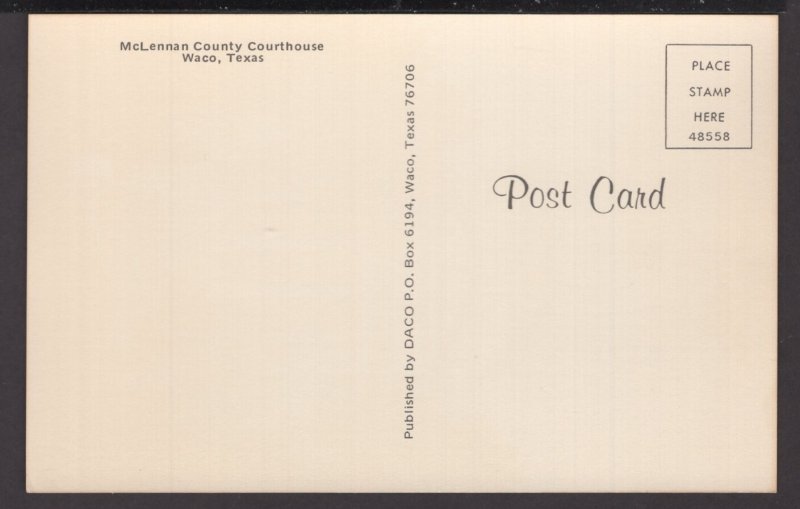 McLennan County Courthouse
Waco, Texas
Published by DACO P.O. Box 6194, Waco, Texas 76706
PLACE
STAMP
HERE
48558
Post Card